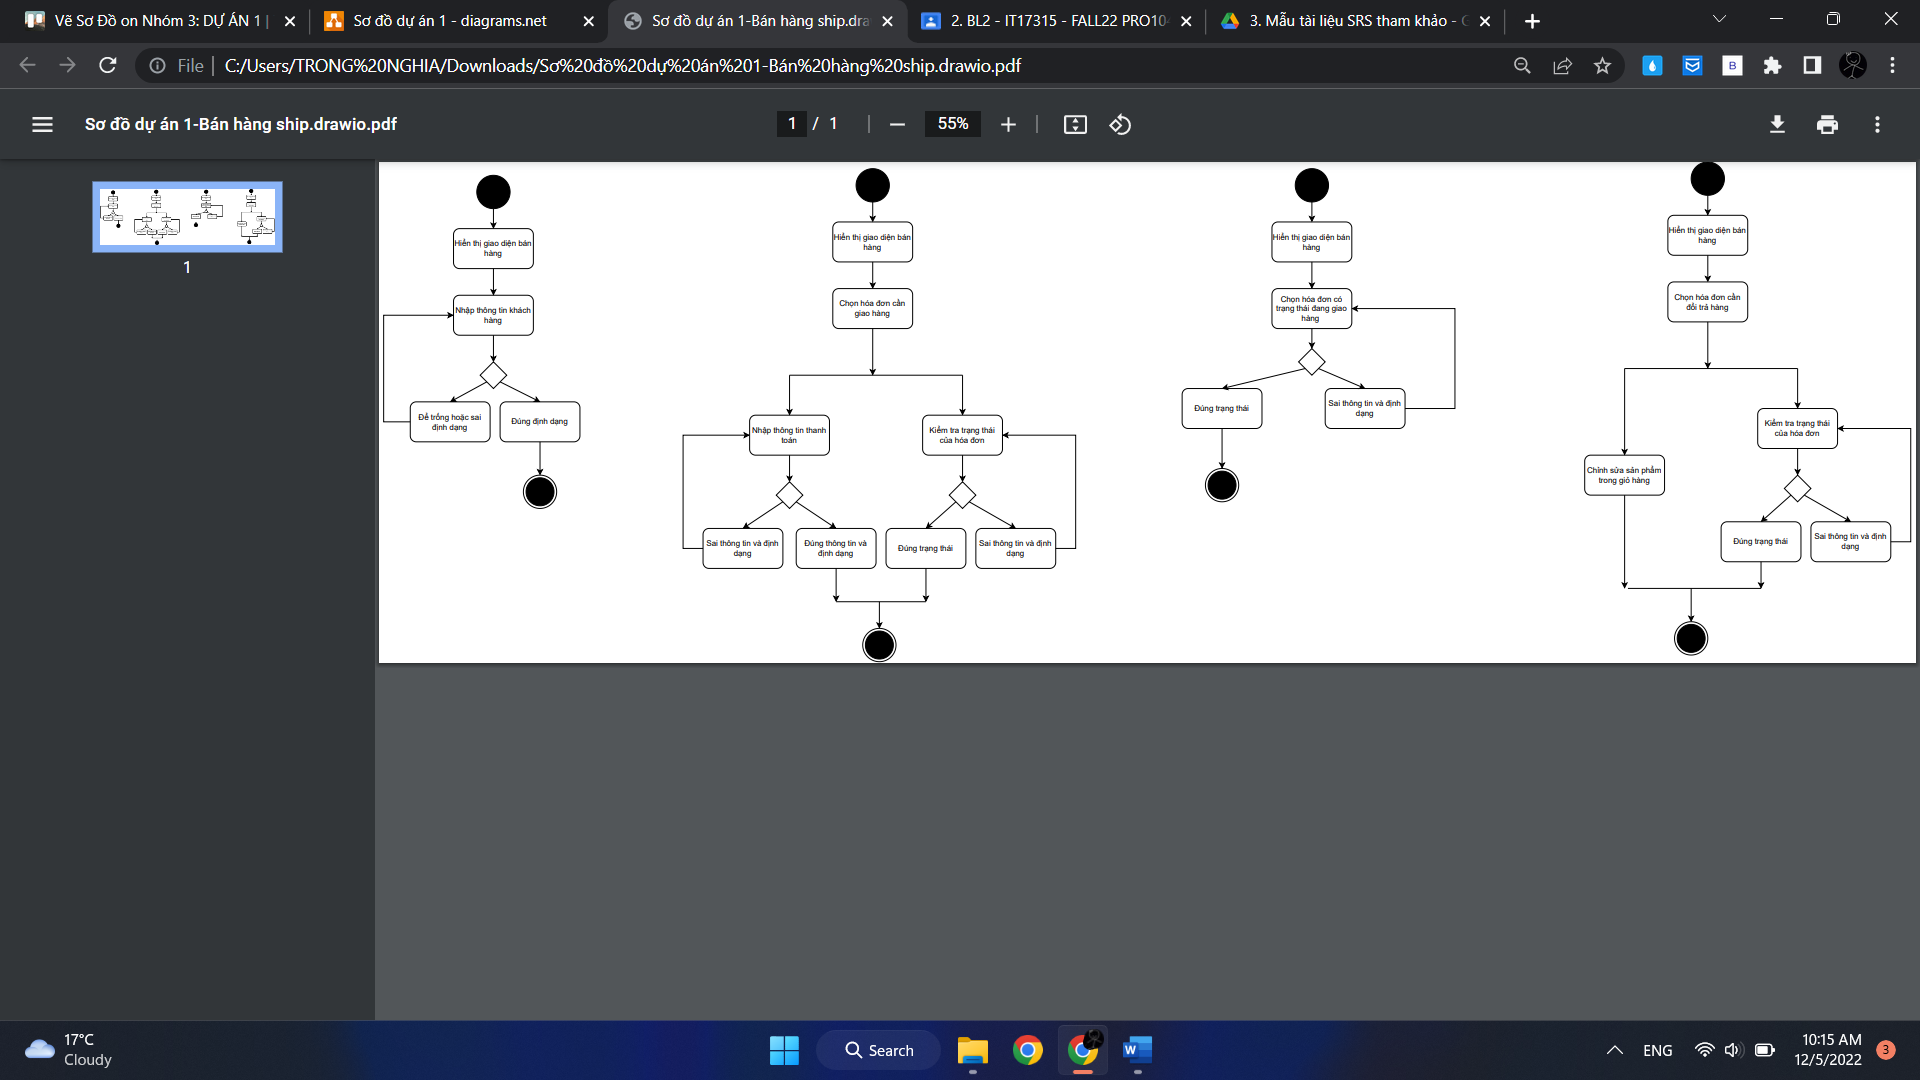 Vẽ Sơ Đồ on Nhóm 3: DỰ ÁN 1 |
Sơ đồ dự án 1 - diagrams.net
Sơ đồ dự án 1-Bán hàng ship.dra
2. BL2 - IT17315 - FALL22 PRO10
3. Mẫu tài liệu SRS tham khảo - G
File
C:/Users/TRONG%20NGHIA/Downloads/Sơ%20đồ%20dự%20án%201-Bán%20hàng%20ship.drawio.pdf
B
Sơ đồ dự án 1-Bán hàng ship.drawio.pdf
1 / 1
55%
1
Hiển thị giao diện bán
hàng
Nhập thông tin khách
hàng
Để trống hoặc sai
định dạng
Đúng định dạng
Hiển thị giao diện bán
hàng
Chọn hóa đơn cần
giao hàng
Nhập thông tin thanh
toán
Kiểm tra trạng thái
của hóa đơn
Sai thông tin và định
dạng
Đúng thông tin và
định dạng
Đúng trạng thái
Sai thông tin và định
dạng
Hiển thị giao diện bán
hàng
Chọn hóa đơn có
trạng thái đang giao
hàng
Đúng trạng thái
Sai thông tin và định
dạng
Hiển thị giao diện bán
hàng
Chọn hóa đơn cần
đổi trả hàng
Kiểm tra trạng thái
của hóa đơn
Chỉnh sửa sản phẩm
trong giỏ hàng
Đúng trạng thái
Sai thông tin và định
dạng
17°C
Cloudy
Search
W
ENG
10:15 AM
12/5/2022
3